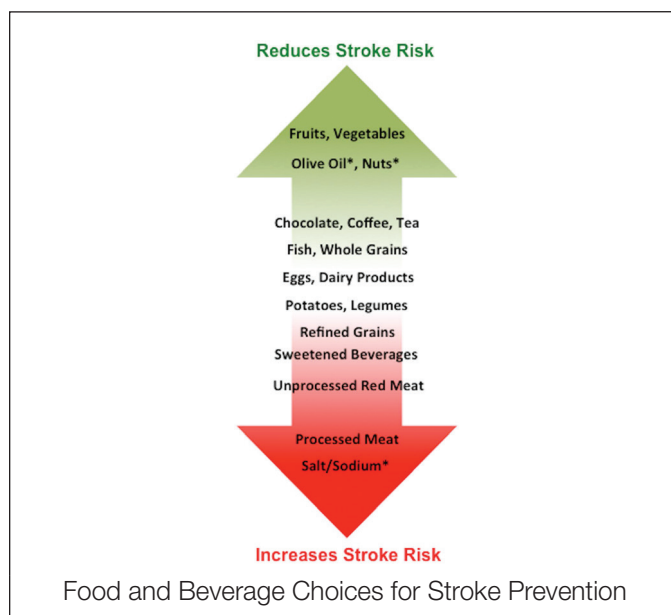 Reduces Stroke Risk
Fruits, Vegetables
Olive Oil*, Nuts*
Chocolate, Coffee, Tea
Fish, Whole Grains
Eggs, Dairy Products
Potatoes, Legumes
Refined Grains
Sweetened Beverages
Unprocessed Red Meat
Processed Meat
Salt/Sodium*
Increases Stroke Risk
Food and Beverage Choices for Stroke Prevention